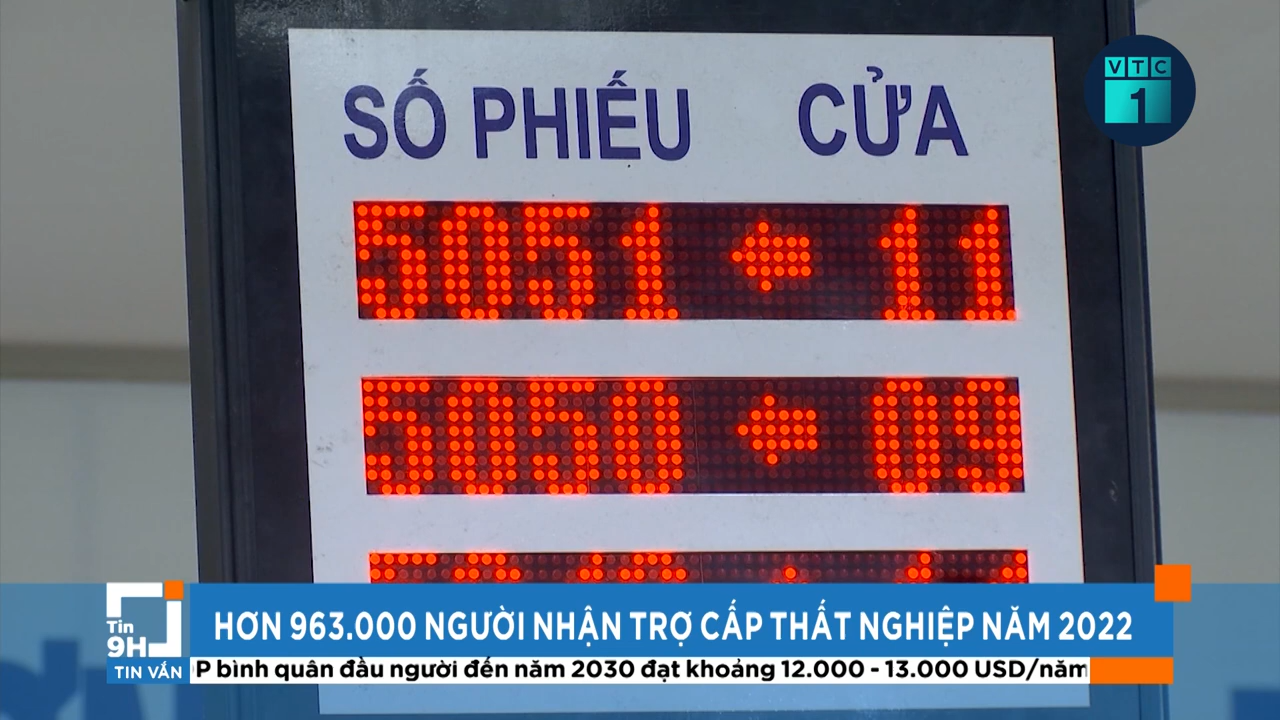 VTC
1
SỐ PHIẾU CỬA
5051 11
5050 09
Tin
9H
HƠN 963.000 NGƯỜI NHẬN TRỢ CẤP THẤT NGHIỆP NĂM 2022
TIN VẮN
bình quân đầu người đến năm 2030 đạt khoảng 12.000 - 13.000 USD/năm